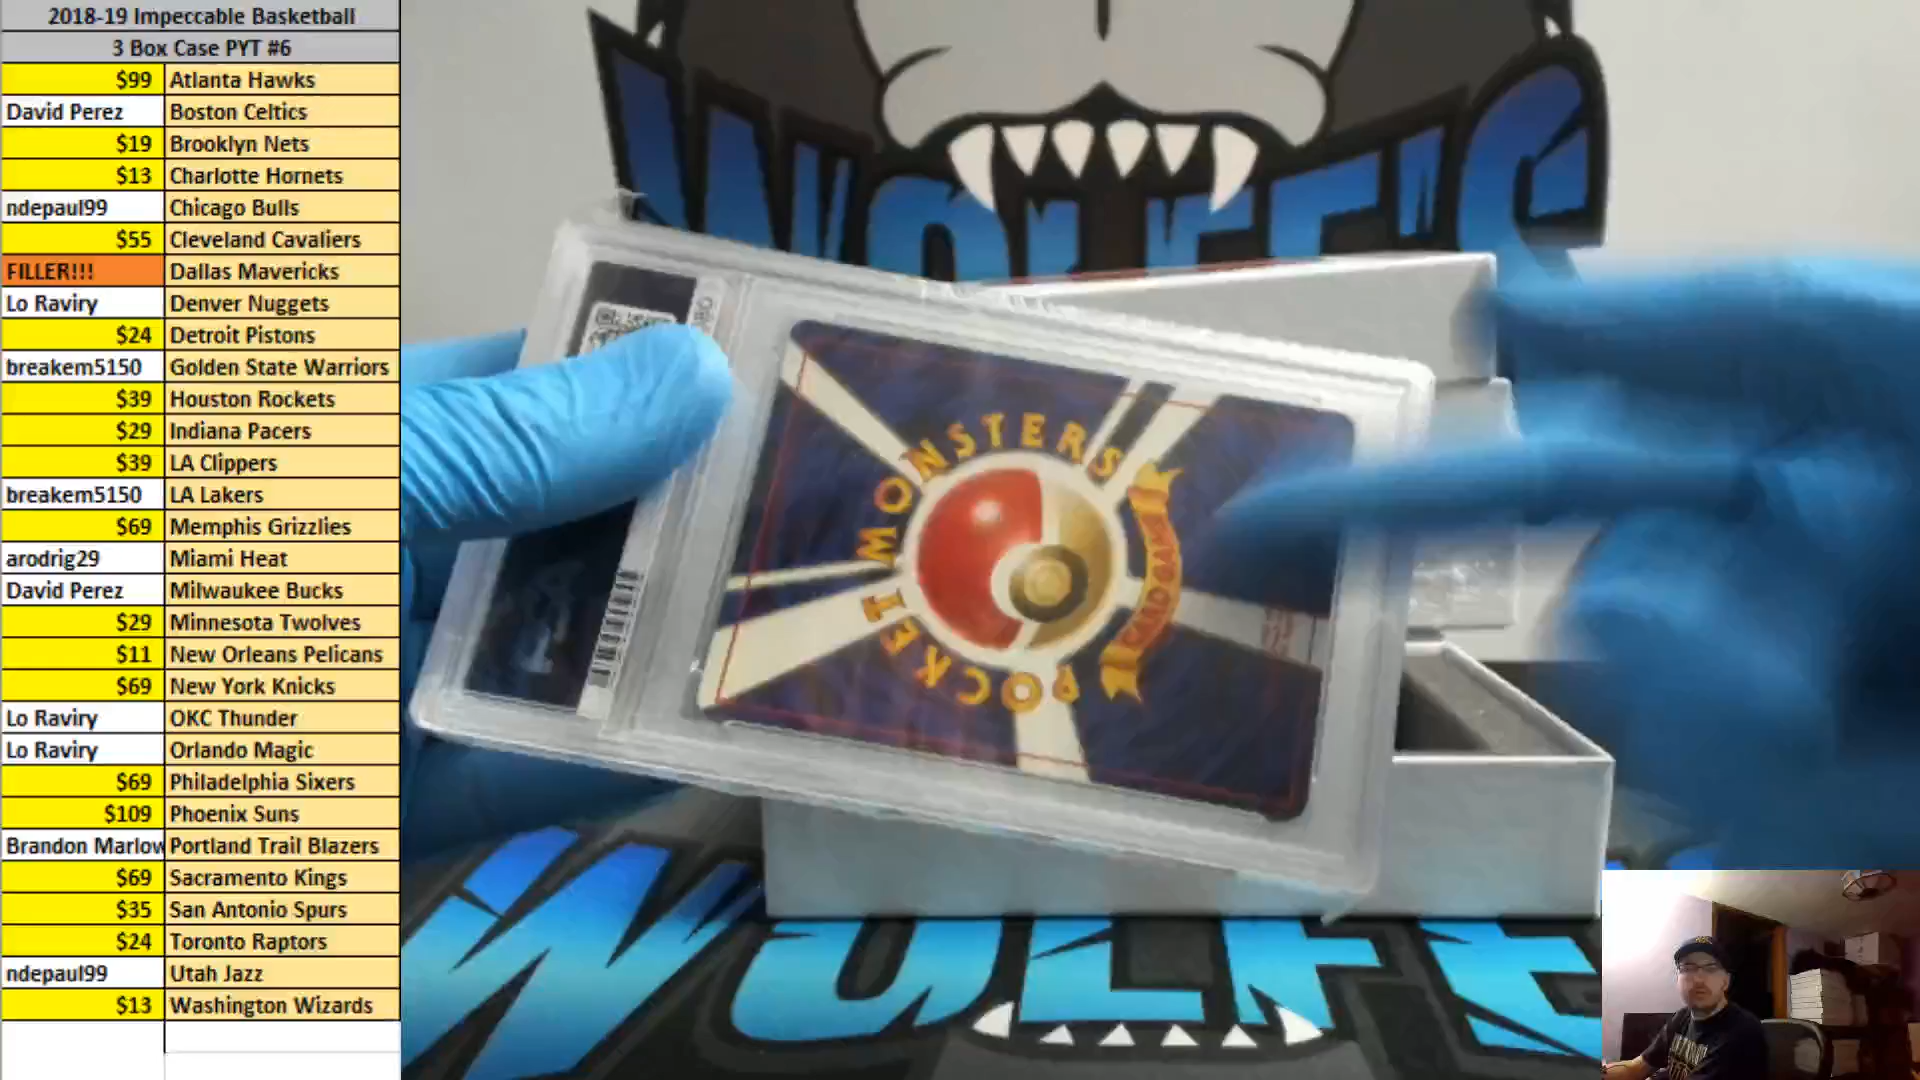 2018-19 Impeccable Basketball
3 Box Case PYT #6
$99 Atlanta Hawks
David Perez Boston Celtics
$19 Brooklyn Nets
$13 Charlotte Hornets
ndepaul99 Chicago Bulls
$55 Cleveland Cavaliers
FILLER!!! Dallas Mavericks
Lo Raviry Denver Nuggets
$24 Detroit Pistons
breakem5150 Golden State Warriors
$39 Houston Rockets
$29 Indiana Pacers
$39 LA Clippers
breakem5150 LA Lakers
$69 Memphis Grizzlies
arodrig29 Miami Heat
David Perez Milwaukee Bucks
$29 Minnesota Twolves
$11 New Orleans Pelicans
$69 New York Knicks
Lo Raviry OKC Thunder
Lo Raviry Orlando Magic
$69 Philadelphia Sixers
$109 Phoenix Suns
Brandon Marlow Portland Trail Blazers
$69 Sacramento Kings
$35 San Antonio Spurs
$24 Toronto Raptors
ndepaul99 Utah Jazz
$13 Washington Wizards
WOLFE'S
POCKET MONSTERS
CARD GAME
WOLFE